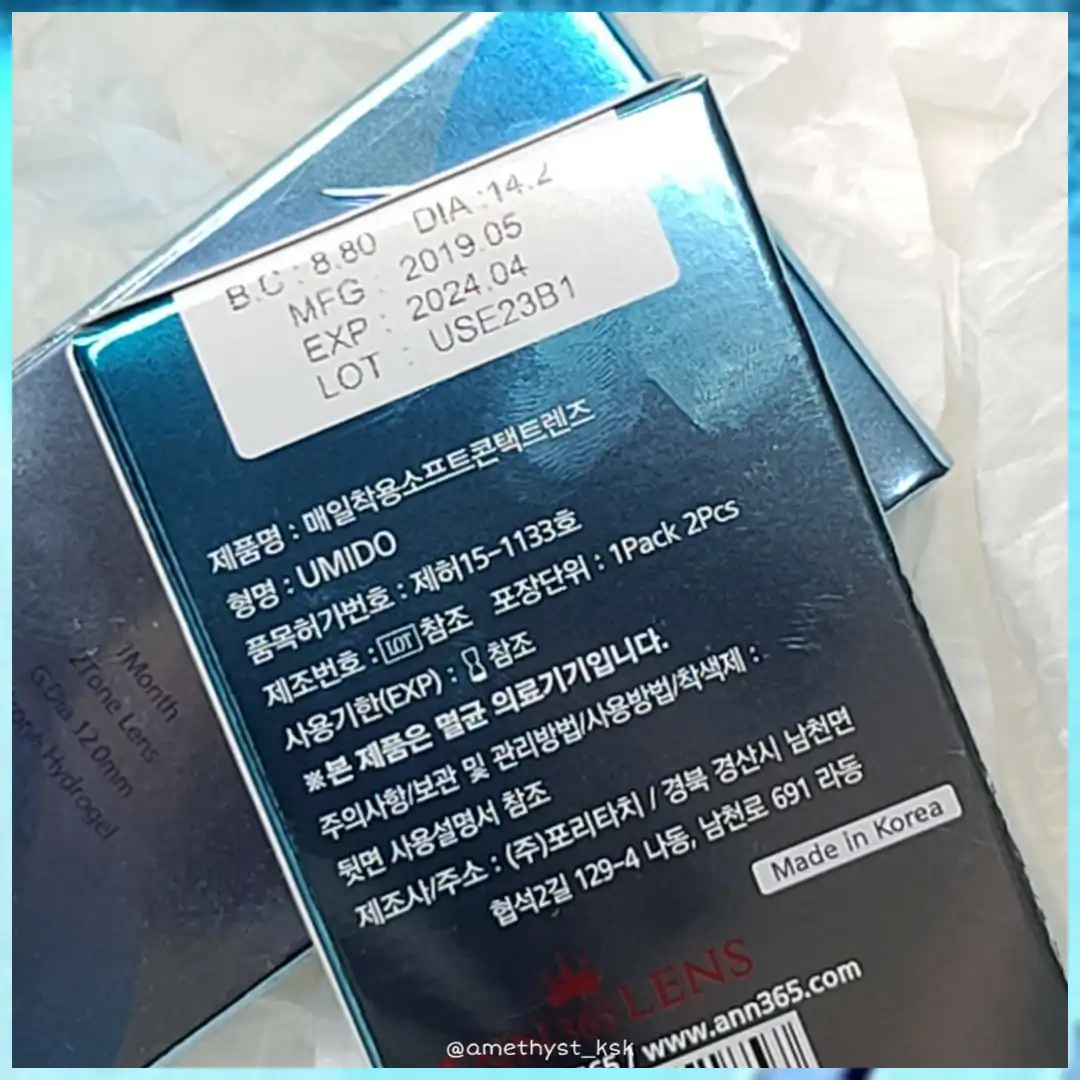 B.C : 8.80 DIA :14.2
MFG : 2019.05
EXP : 2024.04
LOT : USE23B1
제품명 : 매일착용소프트콘택트렌즈
형명 : UMIDO
품목허가번호 : 제허15-1133호
제조번호 : LOT 참조 포장단위 : 1Pack 2Pcs
사용기한(EXP) : 참조
※본 제품은 멸균 의료기기입니다.
주의사항/보관 및 관리방법/사용방법/착색제 :
뒷면 사용설명서 참조
제조사/주소 : (주)포리타치 / 경북 경산시 남천면
협석2길 129-4 나동, 남천로 691 라동
Made in Korea
ANN365 LENS
www.ann365.com
1Month
2Tone Lens
G.Dia 12.0mm
Hydrogel
@amethyst_ksk